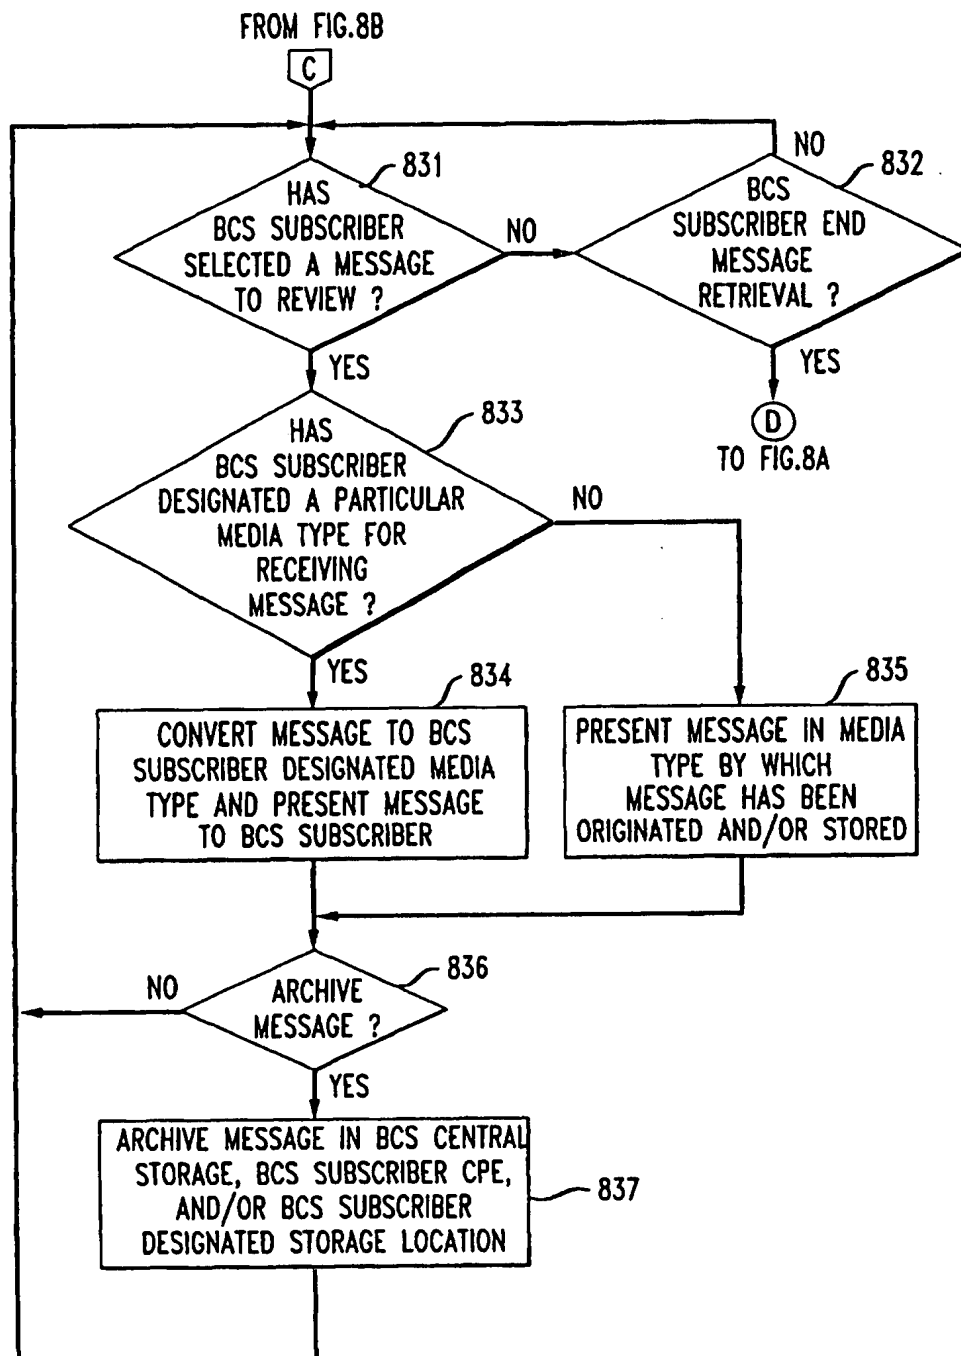 FROM FIG.8B
C
831
HAS
BCS SUBSCRIBER
SELECTED A MESSAGE
TO REVIEW ?
NO
YES
NO
832
BCS
SUBSCRIBER END
MESSAGE
RETRIEVAL ?
YES
D
TO FIG.8A
833
HAS
BCS SUBSCRIBER
DESIGNATED A PARTICULAR
MEDIA TYPE FOR
RECEIVING
MESSAGE ?
NO
YES
834
CONVERT MESSAGE TO BCS
SUBSCRIBER DESIGNATED MEDIA
TYPE AND PRESENT MESSAGE
TO BCS SUBSCRIBER
835
PRESENT MESSAGE IN MEDIA
TYPE BY WHICH
MESSAGE HAS BEEN
ORIGINATED AND/OR STORED
836
NO
ARCHIVE
MESSAGE ?
YES
ARCHIVE MESSAGE IN BCS CENTRAL
STORAGE, BCS SUBSCRIBER CPE,
AND/OR BCS SUBSCRIBER
DESIGNATED STORAGE LOCATION
837